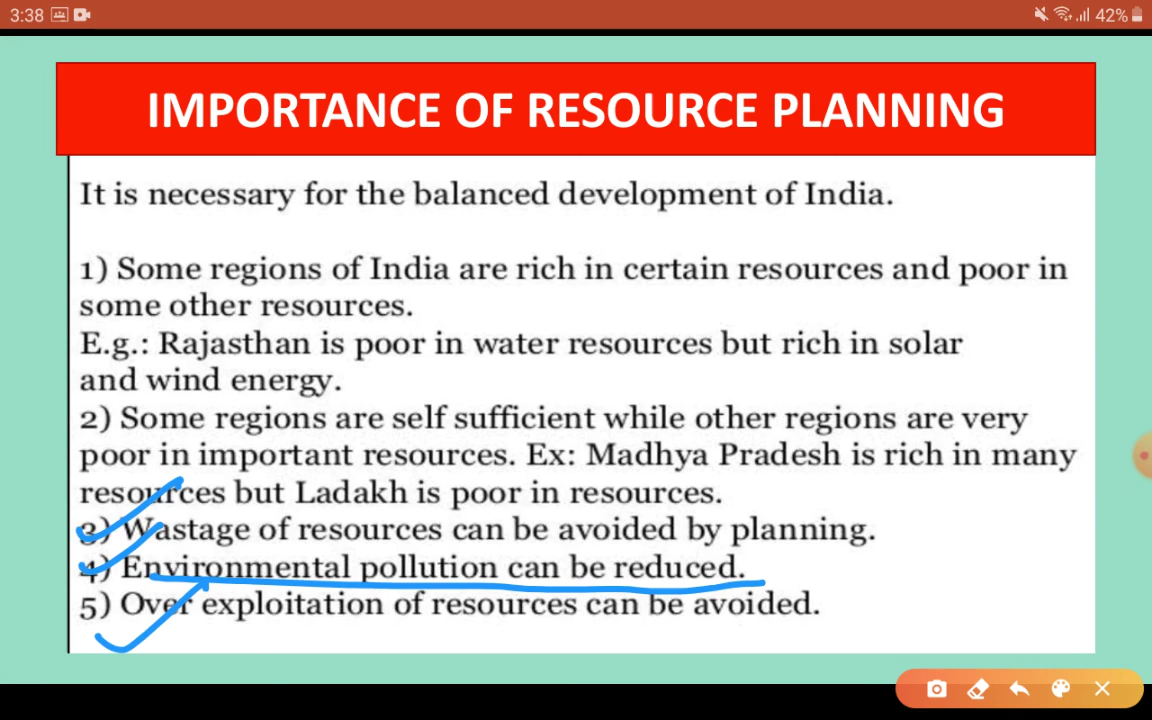 3:38
42%
IMPORTANCE OF RESOURCE PLANNING
It is necessary for the balanced development of India.
1) Some regions of India are rich in certain resources and poor in
some other resources.
E.g.: Rajasthan is poor in water resources but rich in solar
and wind energy.
2) Some regions are self sufficient while other regions are very
poor in important resources. Ex: Madhya Pradesh is rich in many
resources but Ladakh is poor in resources.
3) Wastage of resources can be avoided by planning.
4) Environmental pollution can be reduced.
5) Over exploitation of resources can be avoided.